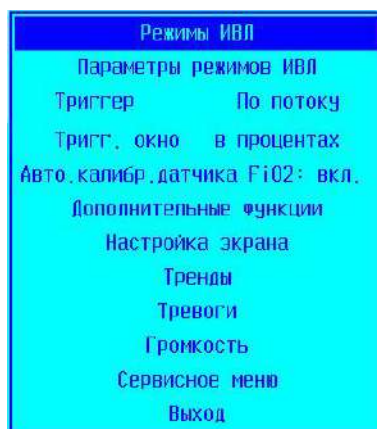 Режимы ИВЛ
Параметры режимов ИВЛ
Триггер По потоку
Тригг. окно в процентах
Авто.калибр.датчика FiO2: вкл.
Дополнительные функции
Настройка экрана
Тренды
Тревоги
Громкость
Сервисное меню
Выход